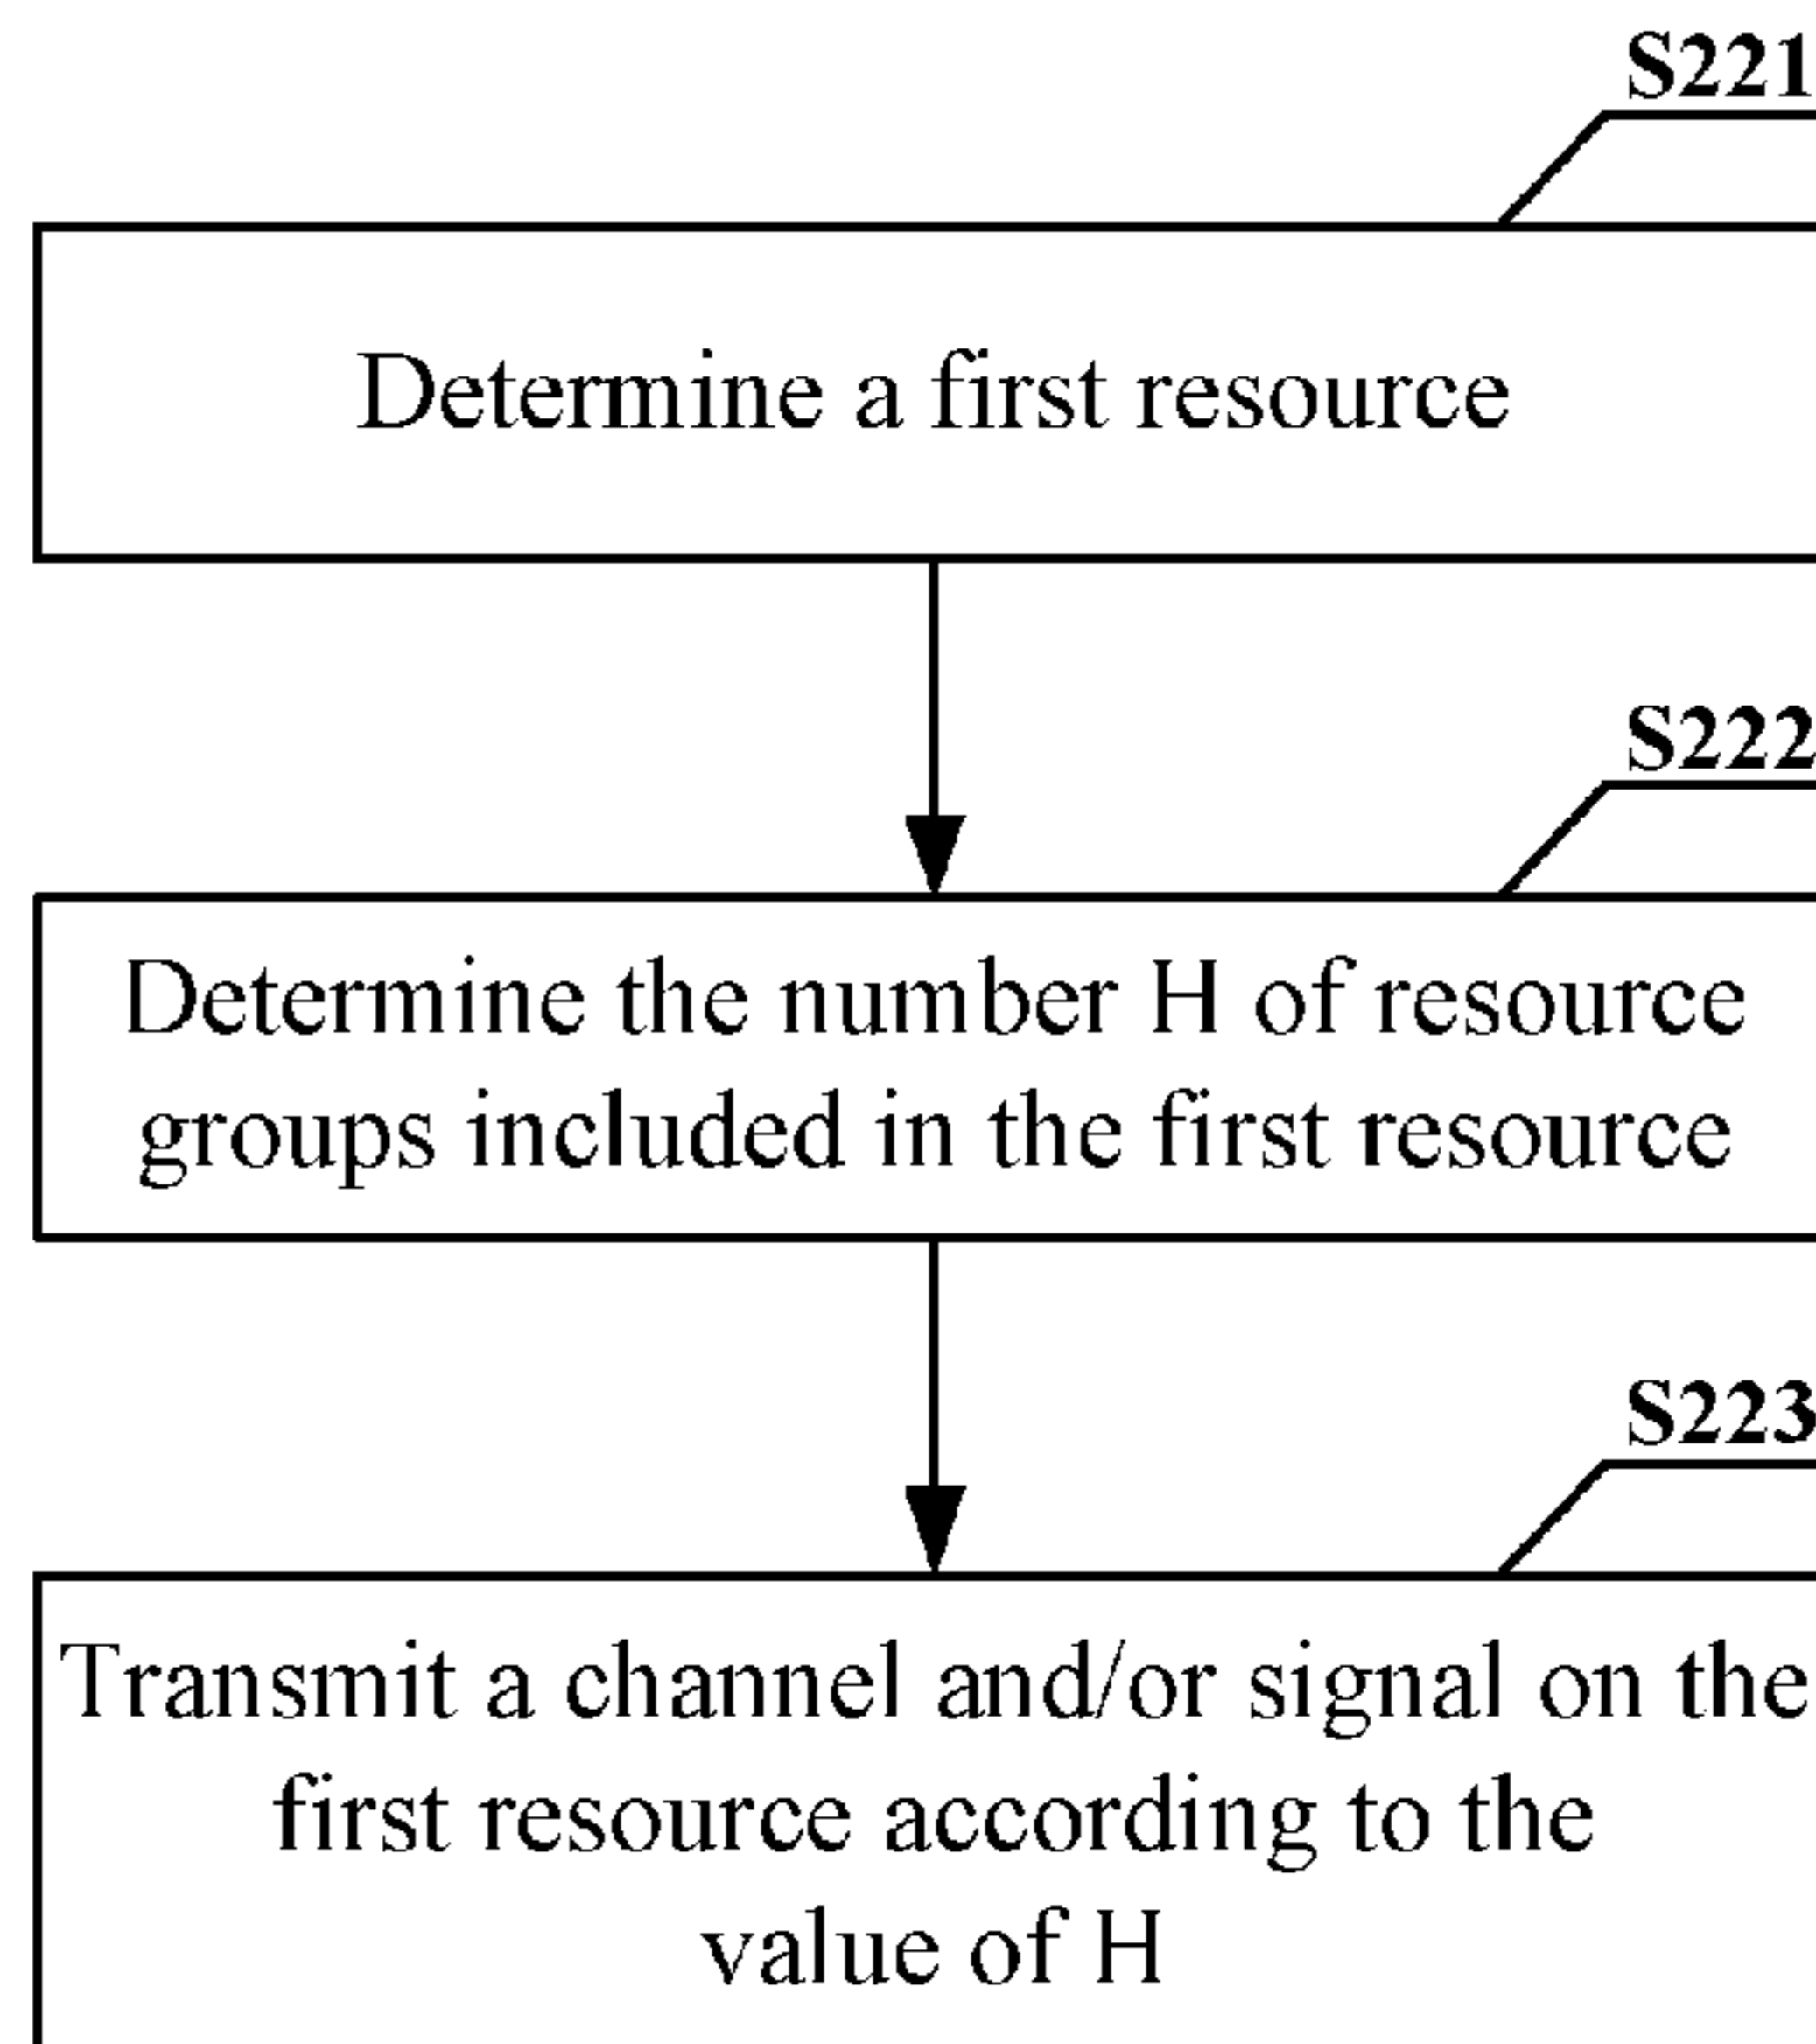 S221
Determine a first resource
S222
Determine the number H of resource
groups included in the first resource
S223
Transmit a channel and/or signal on the
first resource according to the
value of H